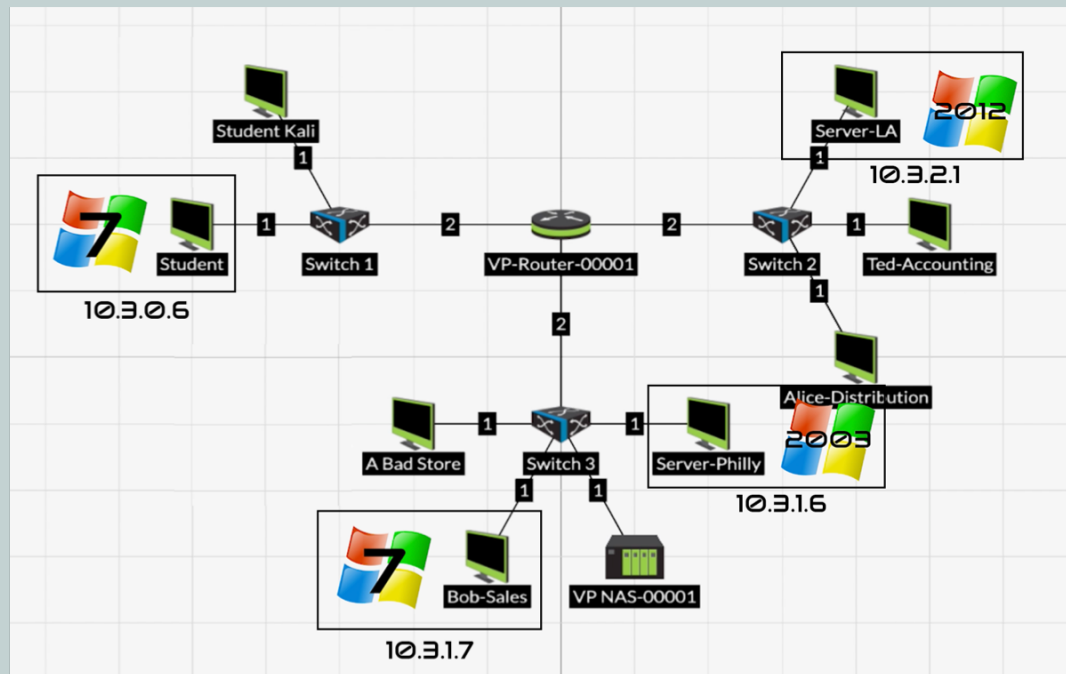 Student Kali
1
7
Student
1
Switch 1
10.3.0.6
2
VP-Router-00001
2
2
Server-LA
2012
1
10.3.2.1
Switch 2
1
Ted-Accounting
1
Alice-Distribution
A Bad Store
1
Switch 3
1
Server-Philly
2003
10.3.1.6
1
1
7
Bob-Sales
VP NAS-00001
10.3.1.7